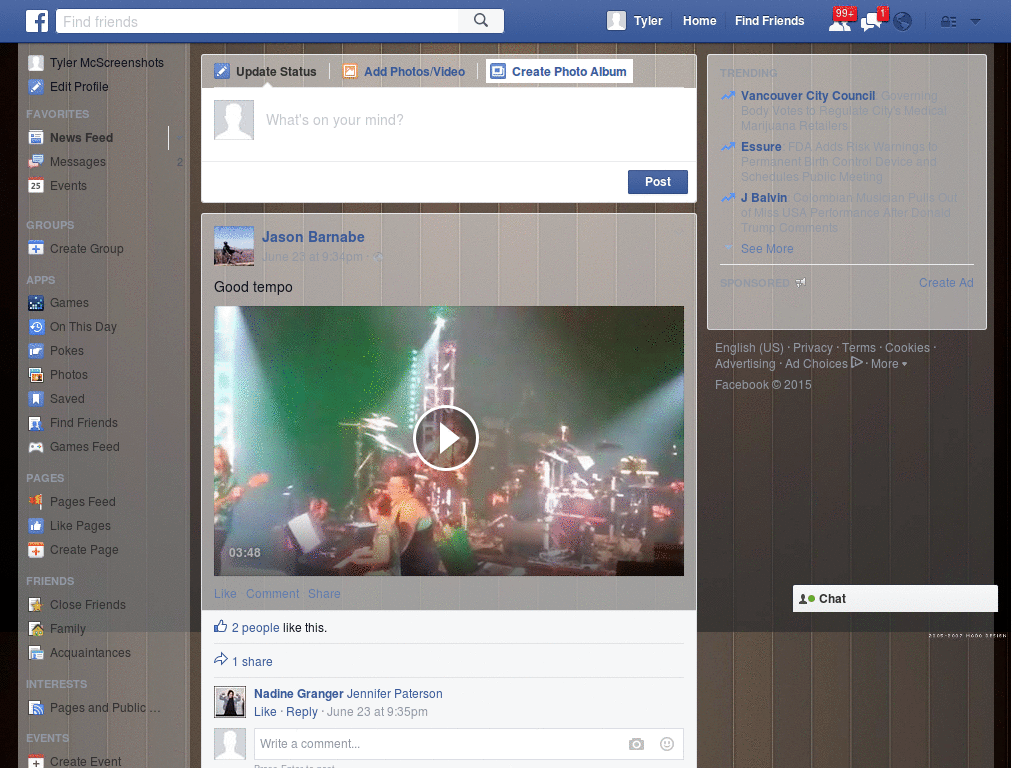 Find friends
Tyler
Home
Find Friends
99+
1
Tyler McScreenshots
Edit Profile
FAVORITES
News Feed
Messages 2
25 Events
GROUPS
Create Group
APPS
Games
On This Day
Pokes
Photos
Saved
Find Friends
Games Feed
PAGES
Pages Feed
Like Pages
Create Page
FRIENDS
Close Friends
Family
Acquaintances
INTERESTS
Pages and Public ...
EVENTS
Create Event
Update Status Add Photos/Video Create Photo Album
What's on your mind?
Post
Jason Barnabe
June 23 at 9:34pm ·
Good tempo
03:48
Like Comment Share
2 people like this.
1 share
Nadine Granger Jennifer Paterson
Like · Reply · June 23 at 9:35pm
Write a comment...
Press Enter to post.
TRENDING
Vancouver City Council: Governing
Body Votes to Regulate City's Medical
Marijuana Retailers
Essure: FDA Adds Risk Warnings to
Permanent Birth Control Device and
Schedules Public Meeting
J Balvin: Colombian Musician Pulls Out
of Miss USA Performance After Donald
Trump Comments
See More
SPONSORED Create Ad
English (US) · Privacy · Terms · Cookies ·
Advertising · Ad Choices · More
Facebook © 2015
Chat